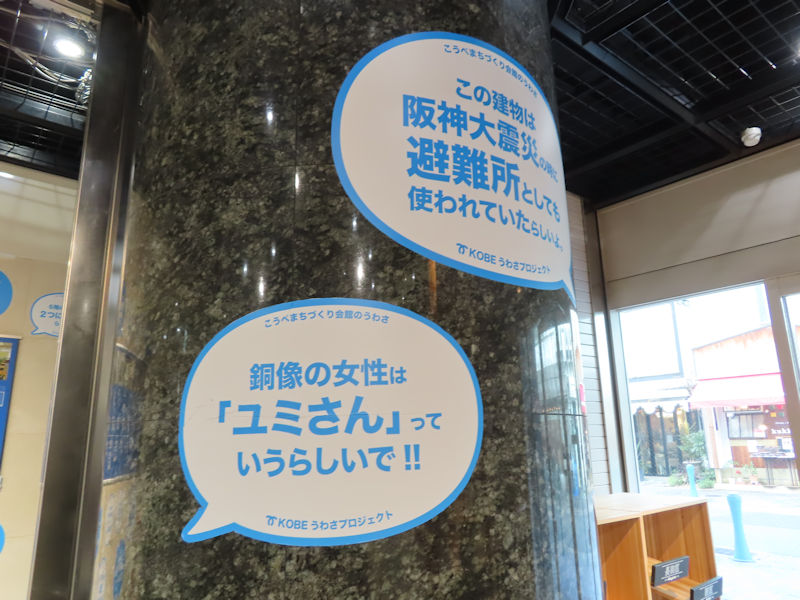 こうべまちづくり会館のうわさ
この建物は
阪神大震災の時に
避難所としても
使われていたらしいよ。
KOBE うわさプロジェクト
こうべまちづくり会館のうわさ
銅像の女性は
「ユミさん」って
いうらしいで!!
KOBE うわさプロジェクト
2つに